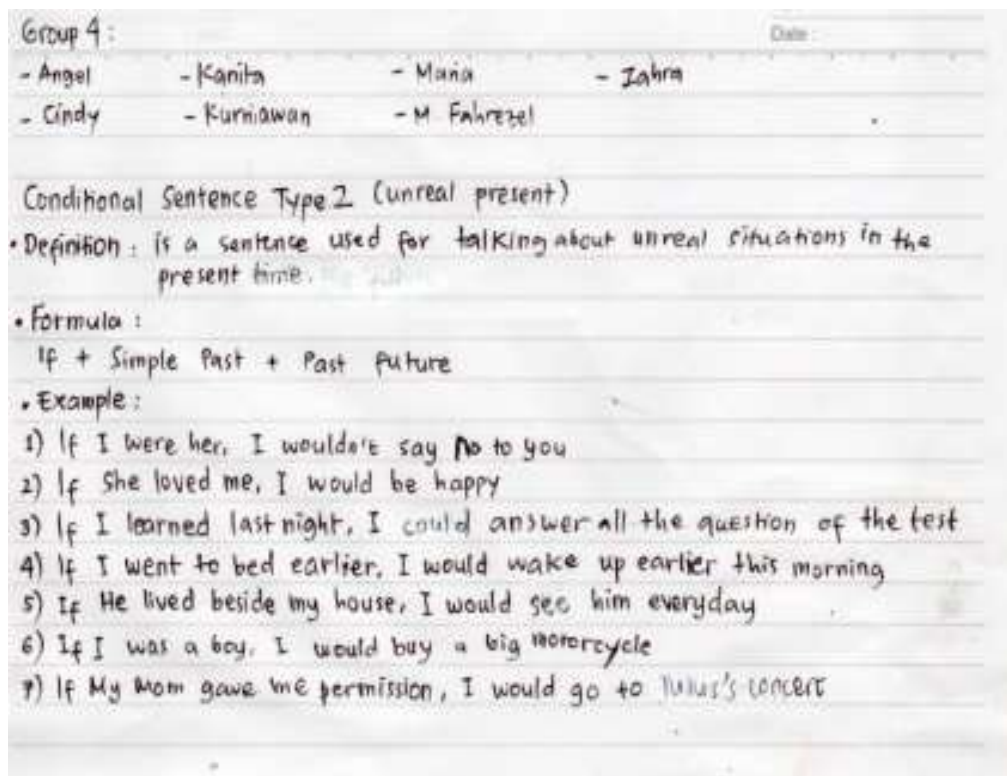 Group 4 :
Date :
- Angel - Kanita - Maria - Zahra
- Cindy - Kurniawan - M Fahrezel
Conditional Sentence Type 2 (unreal present)
• Definition : is a sentence used for talking about unreal situations in the
present time.
• Formula :
If + Simple Past + Past future
• Example :
1) If I were her, I wouldn't say no to you
2) If She loved me, I would be happy
3) If I learned last night, I could answer all the question of the test
4) If I went to bed earlier, I would wake up earlier this morning
5) If He lived beside my house, I would see him everyday
6) If I was a boy, I would buy a big motorcycle
7) If My Mom gave me permission, I would go to Tulus's concert